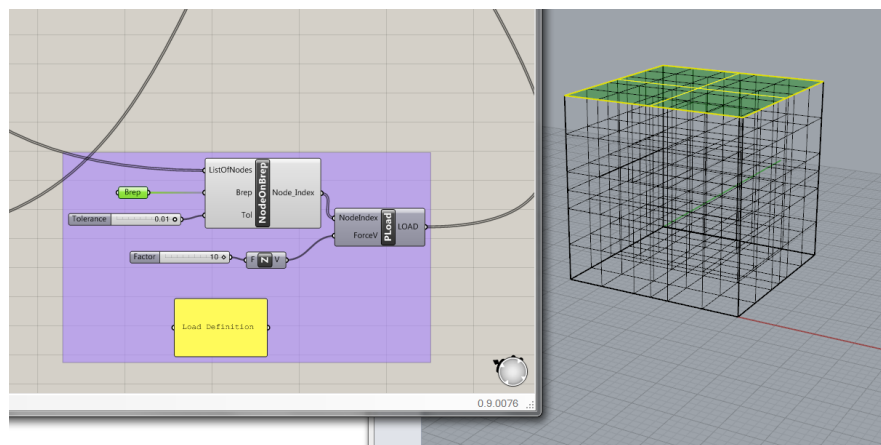 ListOfNodes
Brep
Tol
NodeOnBrep
Node_Index
Brep
Tolerance
0.01
NodeIndex
ForceV
PLoad
LOAD
Factor
10
F
Z
V
Load Definition
0.9.0076